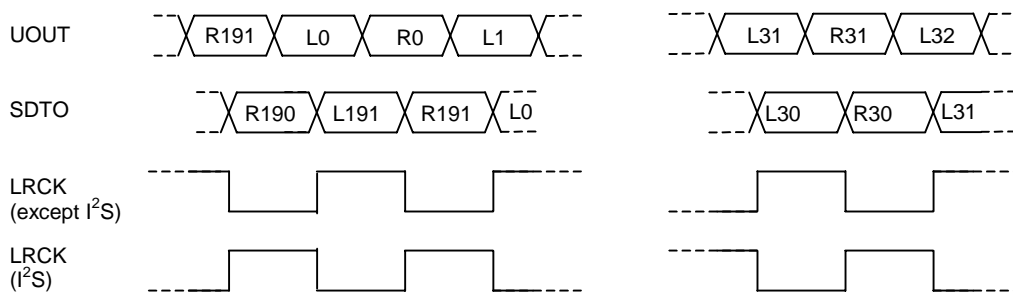 UOUT R191 L0 R0 L1 L31 R31 L32
SDTO R190 L191 R191 L0 L30 R30 L31
LRCK
(except I²S)
LRCK
(I²S)